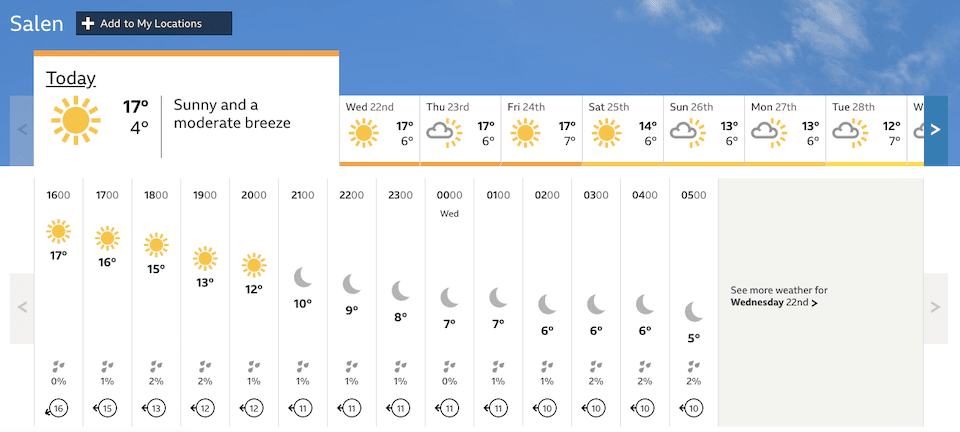 Salen
Add to My Locations
Today
17° 4° Sunny and a
moderate breeze
Wed 22nd 17° 6°
Thu 23rd 17° 6°
Fri 24th 17° 7°
Sat 25th 14° 6°
Sun 26th 13° 6°
Mon 27th 13° 6°
Tue 28th 12° 7°
W
1600 1700 1800 1900 2000 2100 2200 2300 0000 0100 0200 0300 0400 0500
Wed
17° 16° 15° 13° 12° 10° 9° 8° 7° 7° 6° 6° 6° 5°
See more weather for
Wednesday 22nd
0% 1% 2% 2% 1% 1% 1% 1% 0% 1% 1% 2% 2% 2%
16 15 13 12 12 11 11 11 11 11 10 10 10 10